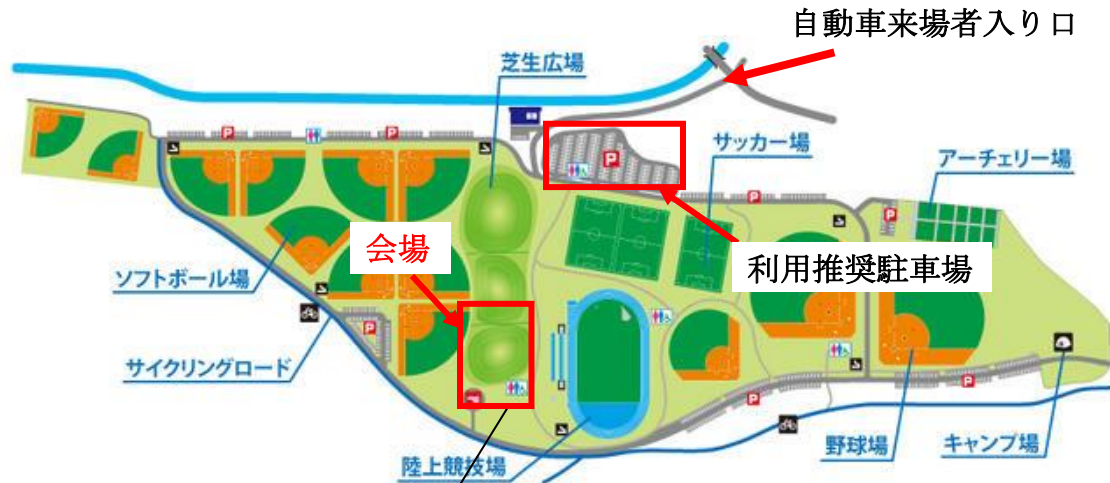 自動車来場者入り口
芝生広場
P
P
P
サッカー場
アーチェリー場
P
P
会場
利用推奨駐車場
ソフトボール場
P
サイクリングロード
P
P
陸上競技場
野球場
キャンプ場